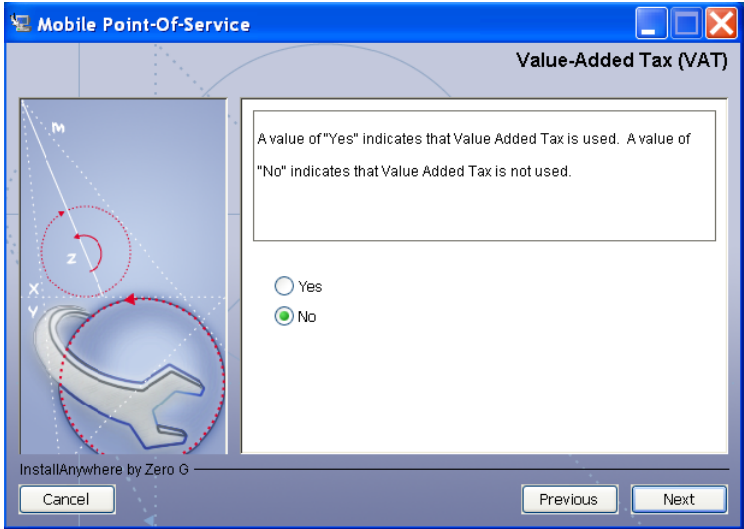 Mobile Point-Of-Service
Value-Added Tax (VAT)
M
Z
X
Y
A value of "Yes" indicates that Value Added Tax is used. A value of
"No" indicates that Value Added Tax is not used.
Yes
No
InstallAnywhere by Zero G
Cancel
Previous
Next